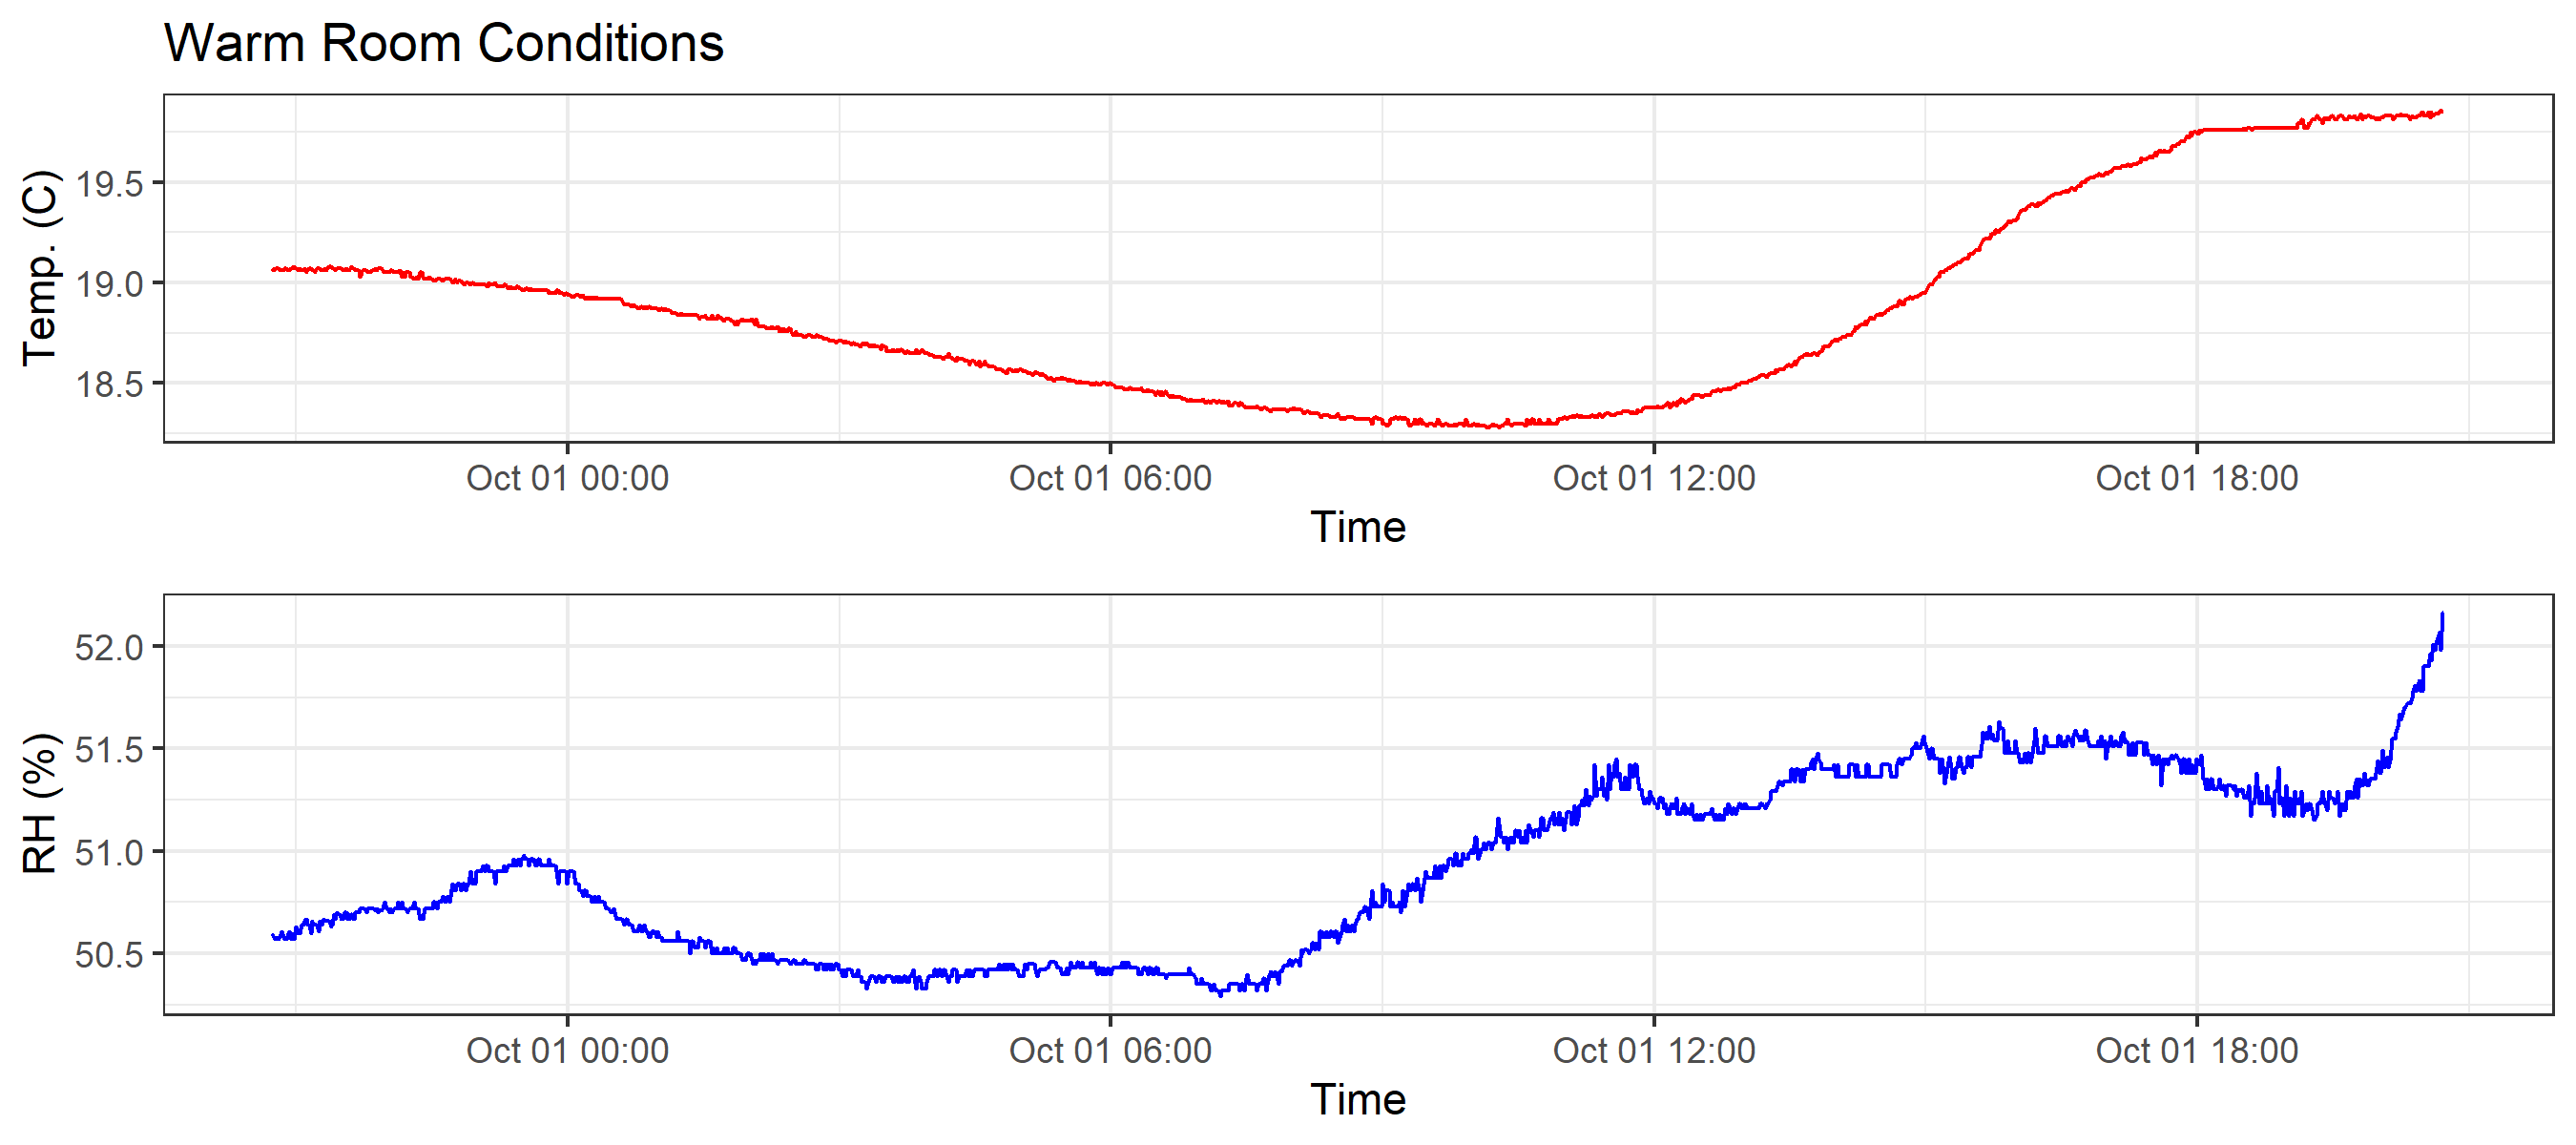 Warm Room Conditions
Temp. (C)
19.5
19.0
18.5
Oct 01 00:00 Oct 01 06:00 Oct 01 12:00 Oct 01 18:00
Time
RH (%)
52.0
51.5
51.0
50.5
Oct 01 00:00 Oct 01 06:00 Oct 01 12:00 Oct 01 18:00
Time